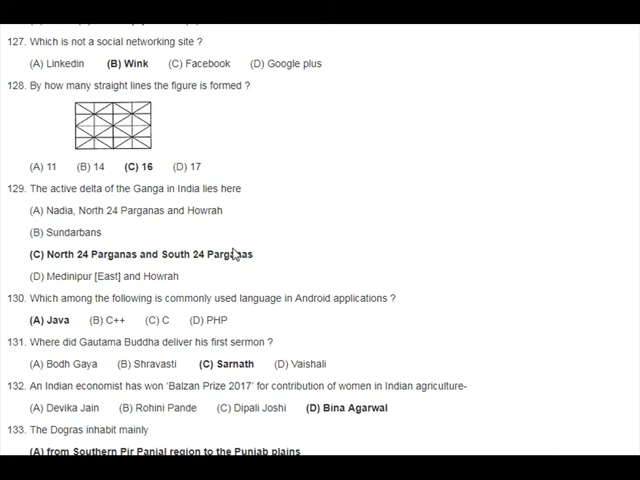 127. Which is not a social networking site ?
(A) Linkedin (B) Wink (C) Facebook (D) Google plus
128. By how many straight lines the figure is formed ?
(A) 11 (B) 14 (C) 16 (D) 17
129. The active delta of the Ganga in India lies here
(A) Nadia, North 24 Parganas and Howrah
(B) Sundarbans
(C) North 24 Parganas and South 24 Parganas
(D) Medinipur [East] and Howrah
130. Which among the following is commonly used language in Android applications ?
(A) Java (B) C++ (C) C (D) PHP
131. Where did Gautama Buddha deliver his first sermon ?
(A) Bodh Gaya (B) Shravasti (C) Sarnath (D) Vaishali
132. An Indian economist has won ‘Balzan Prize 2017’ for contribution of women in Indian agriculture-
(A) Devika Jain (B) Rohini Pande (C) Dipali Joshi (D) Bina Agarwal
133. The Dogras inhabit mainly
(A) from Southern Pir Panjal region to the Punjab plains